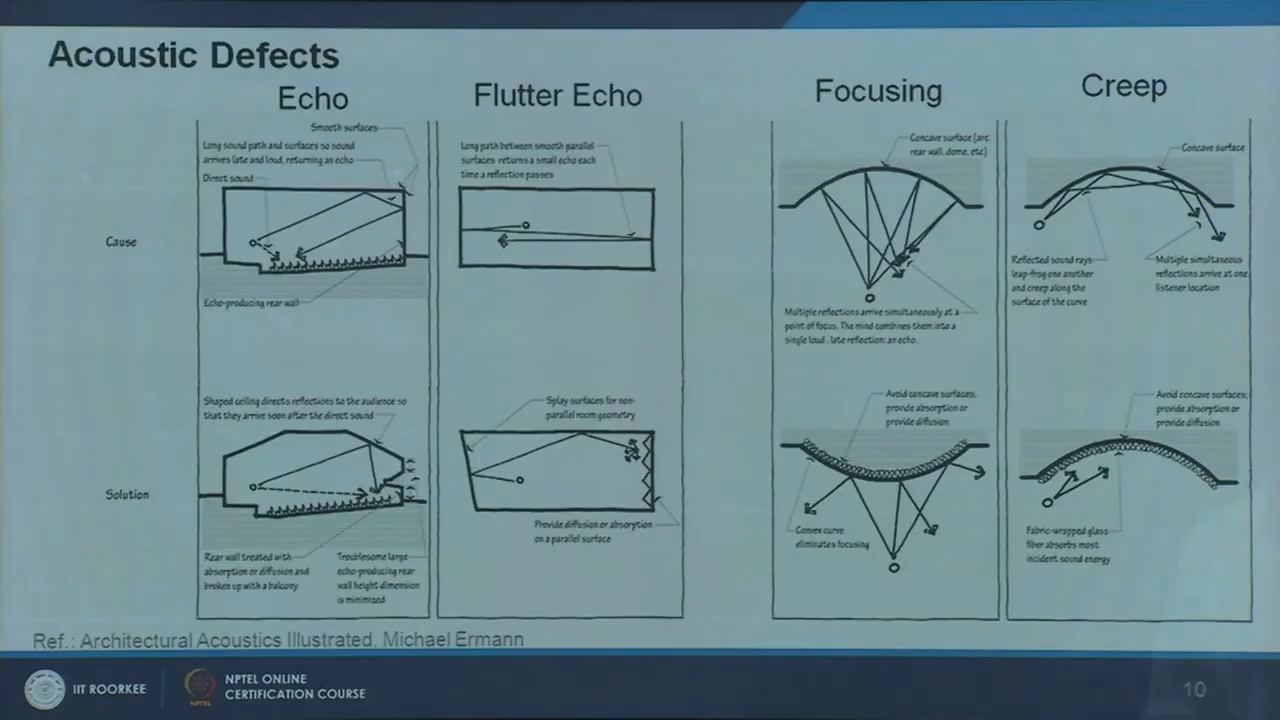 Acoustic Defects
Echo
Flutter Echo
Focusing
Creep
Cause
Smooth surfaces
Long sound path and surfaces so sound
arrives late and loud, returning an echo
Direct sound
Echo-producing rear wall
Long path between smooth parallel
surfaces returns a small echo each
time a reflection passes
Concave surface (arc
rear wall, dome, etc)
Multiple reflections arrive simultaneously at a
point of focus. The mind combines them into a
single loud, late reflection: an echo.
Concave surface
Reflected sound rays
leap-frog one another
and creep along the
surface of the curve
Multiple simultaneous
reflections arrive at one
listener location
Solution
Shaped ceiling directs reflections to the audience so
that they arrive soon after the direct sound
Rear wall treated with
absorption or diffusion and
broken up with a balcony
Troublesome large
echo-producing rear
wall height dimension
is minimized
Splay surfaces for non-
parallel room geometry
Provide diffusion or absorption
on a parallel surface
Avoid concave surfaces;
provide absorption or
provide diffusion
Convex curve
eliminates focusing
Avoid concave surfaces;
provide absorption or
provide diffusion
Fabric-wrapped glass
fiber absorbs most
incident sound energy
Ref.: Architectural Acoustics Illustrated, Michael Ermann
IIT ROORKEE
NPTEL
NPTEL ONLINE
CERTIFICATION COURSE
10